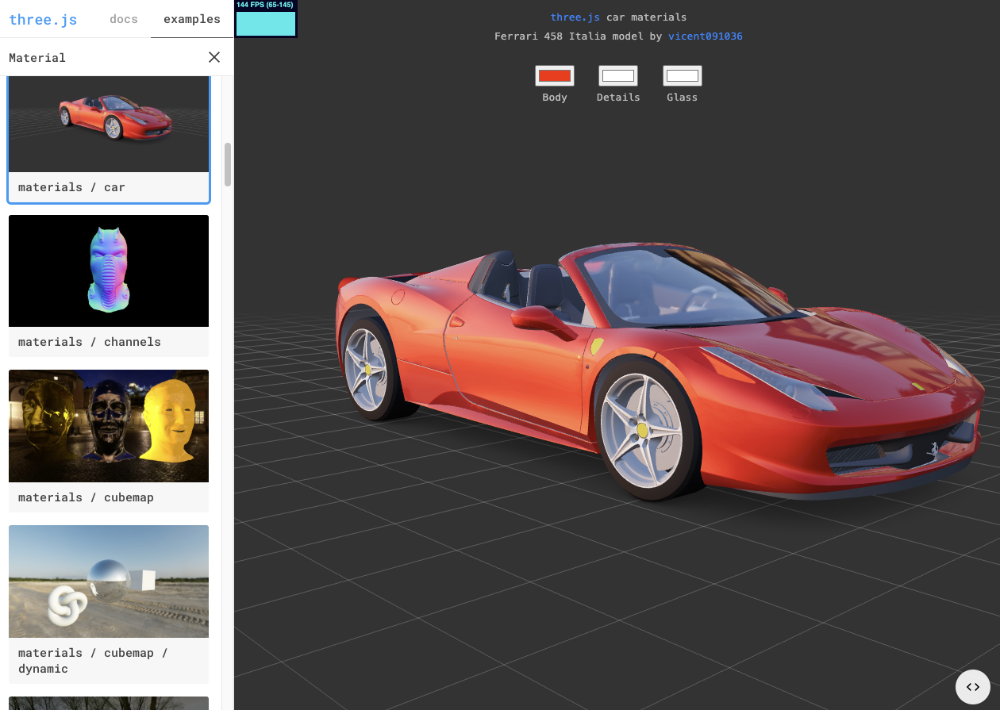 three.js
docs
examples
Material
materials / car
materials / channels
materials / cubemap
materials / cubemap /
dynamic
144 FPS (65-145)
three.js car materials
Ferrari 458 Italia model by vicent091036
Body
Details
Glass